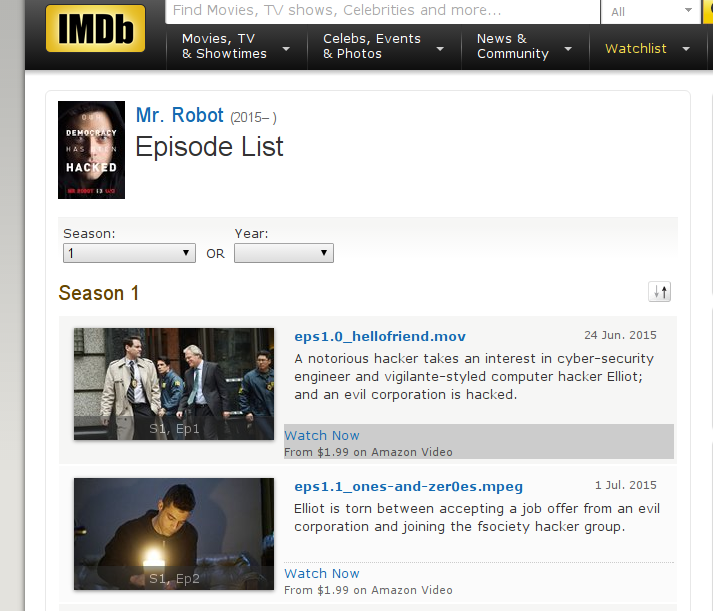 IMDb
Find Movies, TV shows, Celebrities and more...
All
Movies, TV
& Showtimes
Celebs, Events
& Photos
News &
Community
Watchlist
OUR
DEMOCRACY
HAS BEEN
HACKED
Mr. Robot (2015– )
Episode List
Season:
Year:
1
OR
Season 1
eps1.0_hellofriend.mov
24 Jun. 2015
A notorious hacker takes an interest in cyber-security
engineer and vigilante-styled computer hacker Elliot;
and an evil corporation is hacked.
S1, Ep1
Watch Now
From $1.99 on Amazon Video
eps1.1_ones-and-zer0es.mpeg
1 Jul. 2015
Elliot is torn between accepting a job offer from an evil
corporation and joining the fsociety hacker group.
S1, Ep2
Watch Now
From $1.99 on Amazon Video